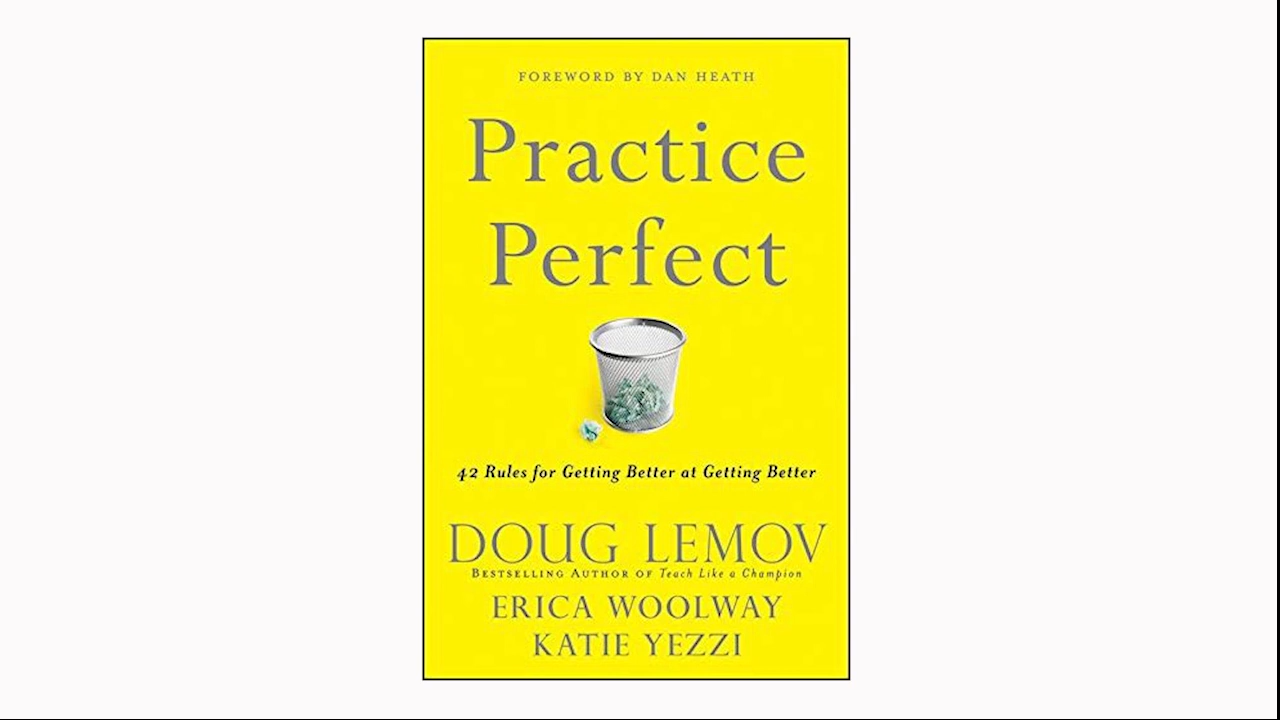 FOREWORD BY DAN HEATH
Practice
Perfect
42 Rules for Getting Better at Getting Better
DOUG LEMOV
BESTSELLING AUTHOR OF Teach Like a Champion
ERICA WOOLWAY
KATIE YEZZI